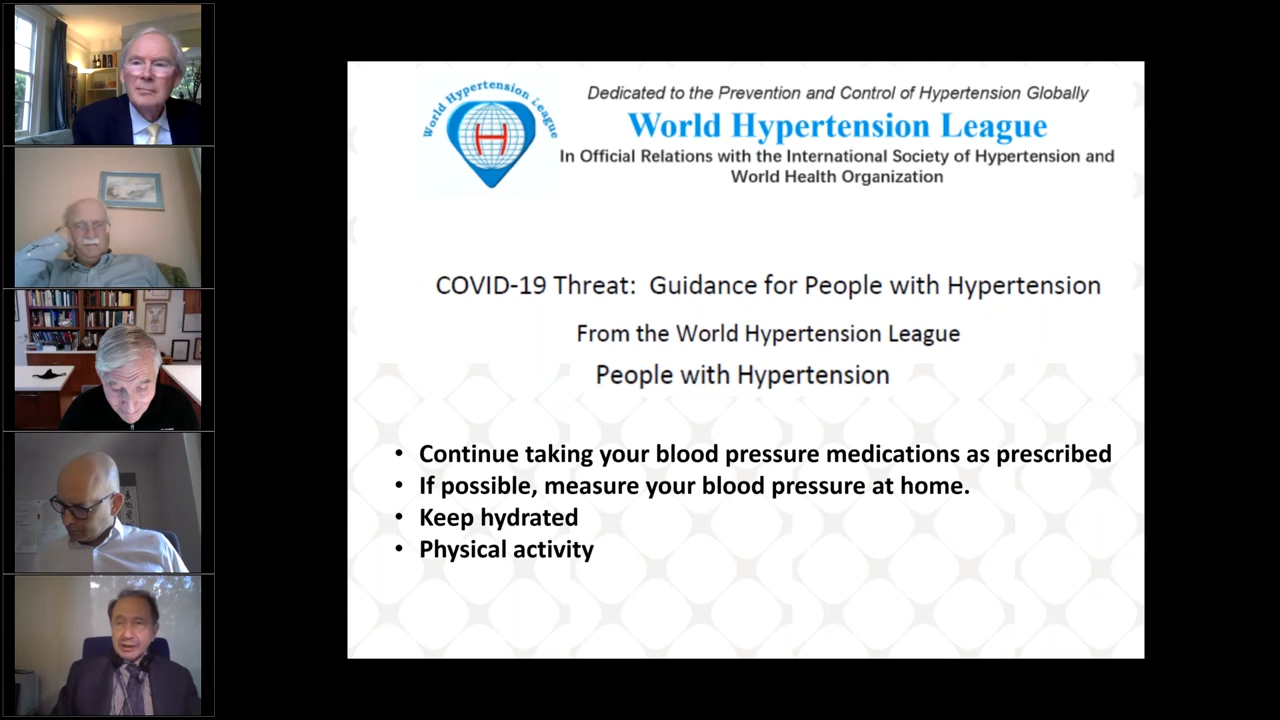 World Hypertension League
H
Dedicated to the Prevention and Control of Hypertension Globally
World Hypertension League
In Official Relations with the International Society of Hypertension and
World Health Organization
COVID-19 Threat:  Guidance for People with Hypertension
From the World Hypertension League
People with Hypertension
• Continue taking your blood pressure medications as prescribed
• If possible, measure your blood pressure at home.
• Keep hydrated
• Physical activity